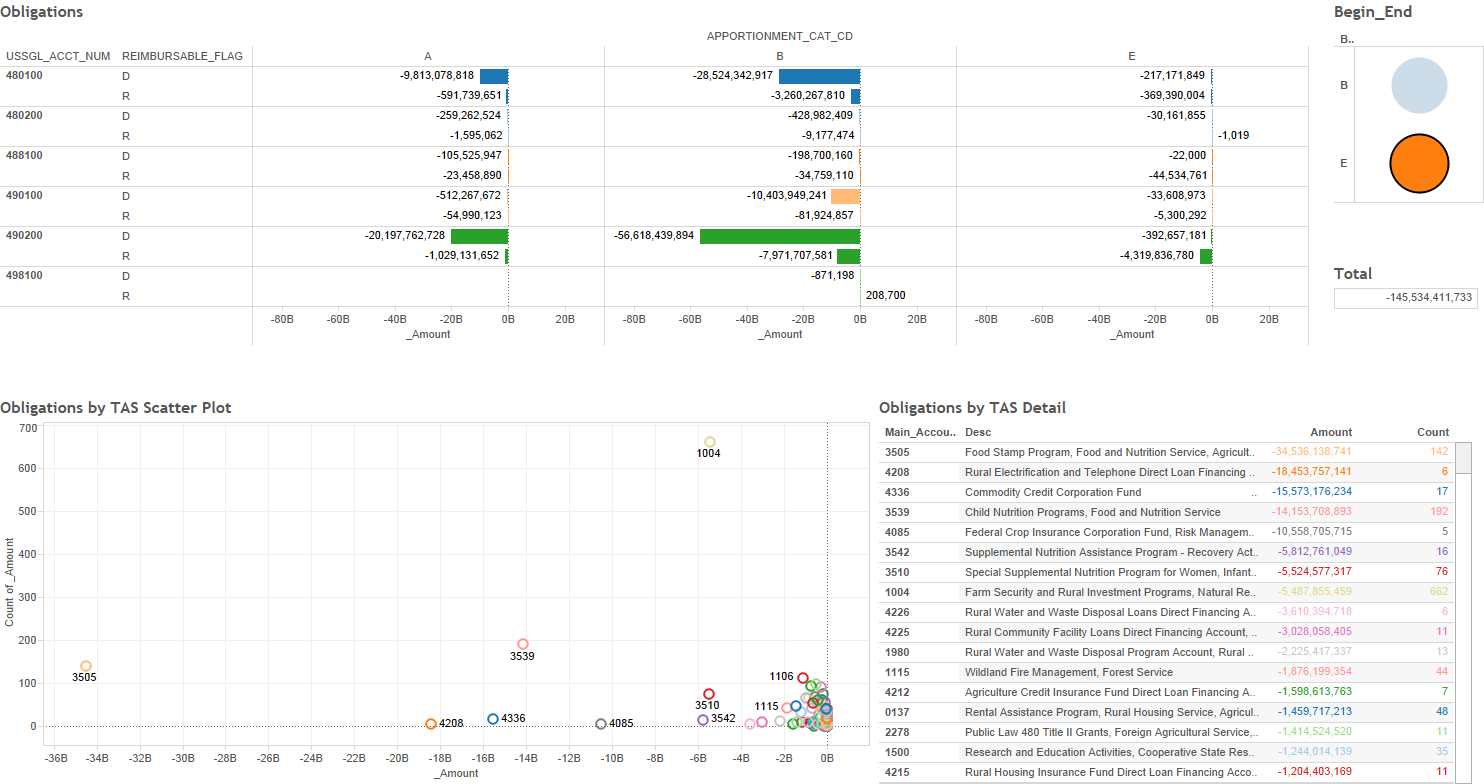 Obligations
Begin_End
APPORTIONMENT_CAT_CD
B..
USSGL_ACCT_NUM REIMBURSABLE_FLAG A B E
480100 D -9,813,078,818 -28,524,342,917 -217,171,849
R -591,739,651 -3,260,267,810 -369,390,004
480200 D -259,262,524 -428,982,409 -30,161,855
R -1,595,062 -9,177,474 -1,019
488100 D -105,525,947 -198,700,160 -22,000
R -23,458,890 -34,759,110 -44,534,761
490100 D -512,267,672 -10,403,949,241 -33,608,973
R -54,990,123 -81,924,857 -5,300,292
490200 D -20,197,762,728 -56,618,439,894 -392,657,181
R -1,029,131,652 -7,971,707,581 -4,319,836,780
498100 D -871,198
R 208,700
-80B -60B -40B -20B 0B 20B -80B -60B -40B -20B 0B 20B -80B -60B -40B -20B 0B 20B
_Amount _Amount _Amount
B
E
Total
-145,534,411,733
Obligations by TAS Scatter Plot
Count of _Amount
700
600
500
400
300
200
100
0
1004
3505
3539
1106
3510
1115
3542
4208
4336
4085
-36B -34B -32B -30B -28B -26B -24B -22B -20B -18B -16B -14B -12B -10B -8B -6B -4B -2B 0B
_Amount
Obligations by TAS Detail
Main_Accou.. Desc Amount Count
3505 Food Stamp Program, Food and Nutrition Service, Agricult.. -34,536,138,741 142
4208 Rural Electrification and Telephone Direct Loan Financing .. -18,453,757,141 6
4336 Commodity Credit Corporation Fund .. -15,573,176,234 17
3539 Child Nutrition Programs, Food and Nutrition Service -14,153,708,893 192
4085 Federal Crop Insurance Corporation Fund, Risk Managem.. -10,558,705,715 5
3542 Supplemental Nutrition Assistance Program - Recovery Act.. -5,812,761,049 16
3510 Special Supplemental Nutrition Program for Women, Infant.. -5,524,577,317 76
1004 Farm Security and Rural Investment Programs, Natural Re.. -5,487,855,459 662
4226 Rural Water and Waste Disposal Loans Direct Financing A.. -3,610,394,718 6
4225 Rural Community Facility Loans Direct Financing Account, .. -3,028,058,405 11
1980 Rural Water and Waste Disposal Program Account, Rural .. -2,225,417,337 13
1115 Wildland Fire Management, Forest Service -1,876,199,354 44
4212 Agriculture Credit Insurance Fund Direct Loan Financing A.. -1,598,613,763 7
0137 Rental Assistance Program, Rural Housing Service, Agricul.. -1,459,717,213 48
2278 Public Law 480 Title II Grants, Foreign Agricultural Service,.. -1,414,524,520 11
1500 Research and Education Activities, Cooperative State Res.. -1,244,014,139 35
4215 Rural Housing Insurance Fund Direct Loan Financing Acco.. -1,204,403,169 11